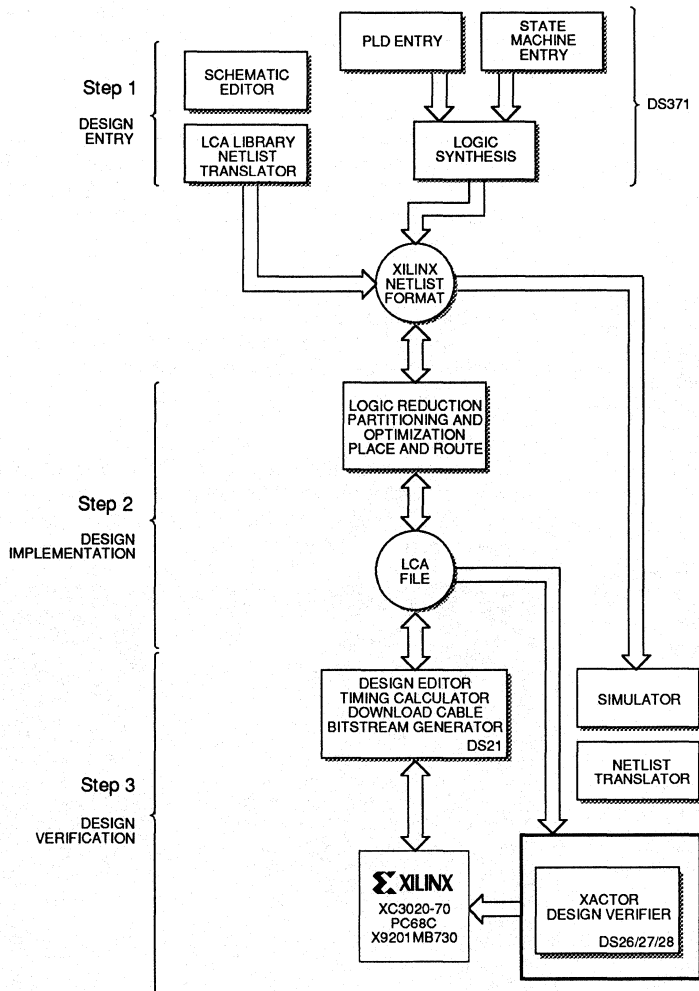 Step 1
DESIGN
ENTRY
SCHEMATIC
EDITOR
LCA LIBRARY
NETLIST
TRANSLATOR
PLD ENTRY
STATE
MACHINE
ENTRY
LOGIC
SYNTHESIS
DS371
XILINX
NETLIST
FORMAT
Step 2
DESIGN
IMPLEMENTATION
LOGIC REDUCTION
PARTITIONING AND
OPTIMIZATION
PLACE AND ROUTE
LCA
FILE
Step 3
DESIGN
VERIFICATION
DESIGN EDITOR
TIMING CALCULATOR
DOWNLOAD CABLE
BITSTREAM GENERATOR
DS21
SIMULATOR
NETLIST
TRANSLATOR
XILINX
XC3020-70
PC68C
X9201MB730
XACTOR
DESIGN VERIFIER
DS26/27/28